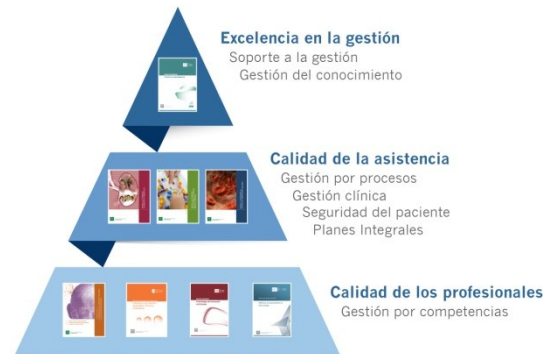 Excelencia en la gestión
Soporte a la gestión
Gestión del conocimiento
Calidad de la asistencia
Gestión por procesos
Gestión clínica
Seguridad del paciente
Planes Integrales
Calidad de los profesionales
Gestión por competencias